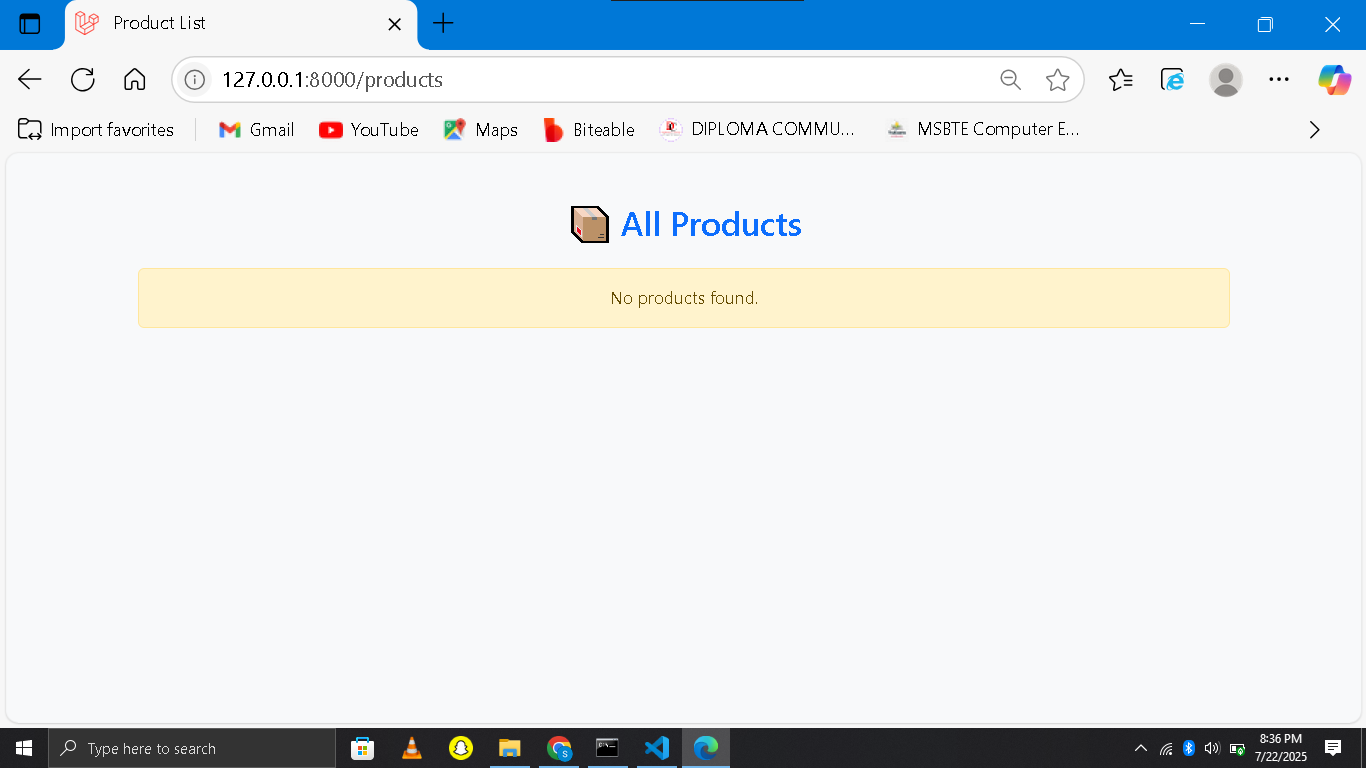 Product List
127.0.0.1:8000/products
Import favorites
Gmail
YouTube
Maps
Biteable
DIPLOMA COMMU...
MSBTE Computer E...
All Products
No products found.
Type here to search
8:36 PM
7/22/2025